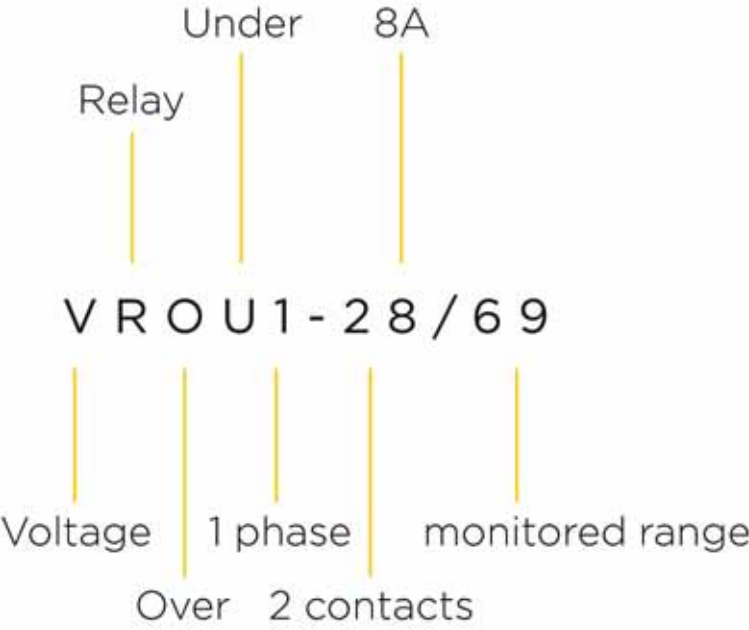 Under 8A
Relay
VROU1-28/69
Voltage 1 phase monitored range
Over 2 contacts